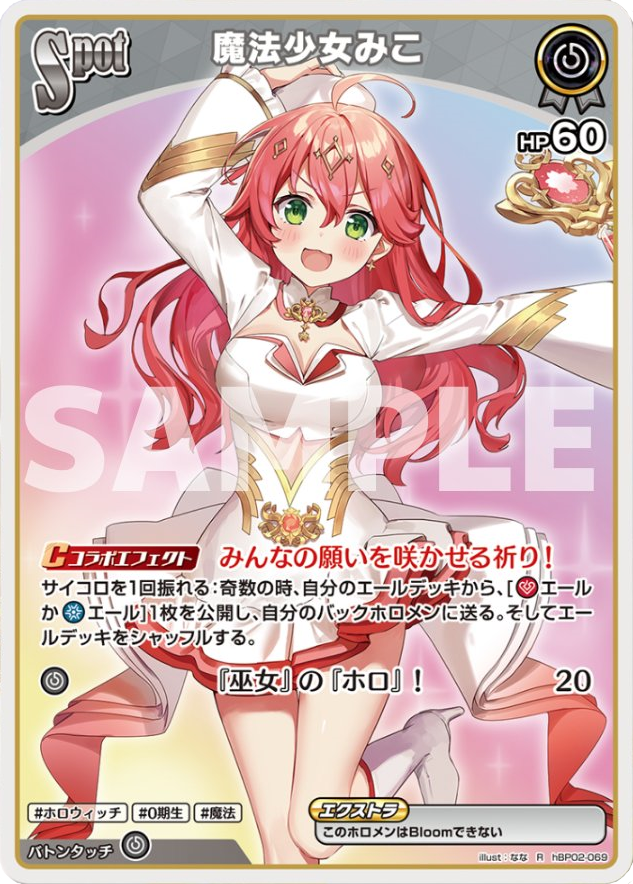 Spot
魔法少女みこ
HP60
SAMPLE
コラボエフェクト みんなの願いを咲かせる祈り!
サイコロを1回振れる:奇数の時、自分のエールデッキから、[エール
かエール]1枚を公開し、自分のバックホロメンに送る。そしてエー
ルデッキをシャッフルする。
『巫女』の『ホロ』! 20
#ホロウィッチ #0期生 #魔法
エクストラ
このホロメンはBloomできない
バトンタッチ
illust:なな R hBP02-069